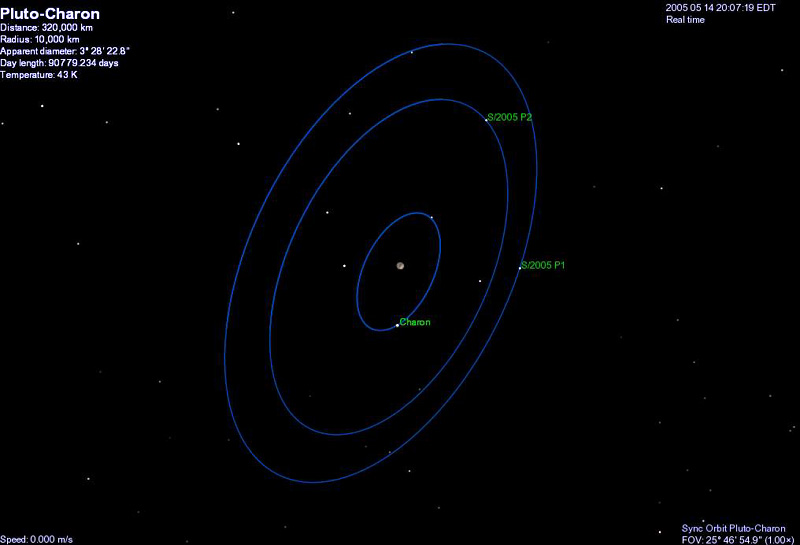 Pluto-Charon
Distance: 320,000 km
Radius: 10,000 km
Apparent diameter: 3° 28' 22.8"
Day length: 90779.234 days
Temperature: 43 K
2005 05 14 20:07:19 EDT
Real time
S/2005 P2
S/2005 P1
Charon
Speed: 0.000 m/s
Sync Orbit Pluto-Charon
FOV: 25° 46' 54.9" (1.00×)